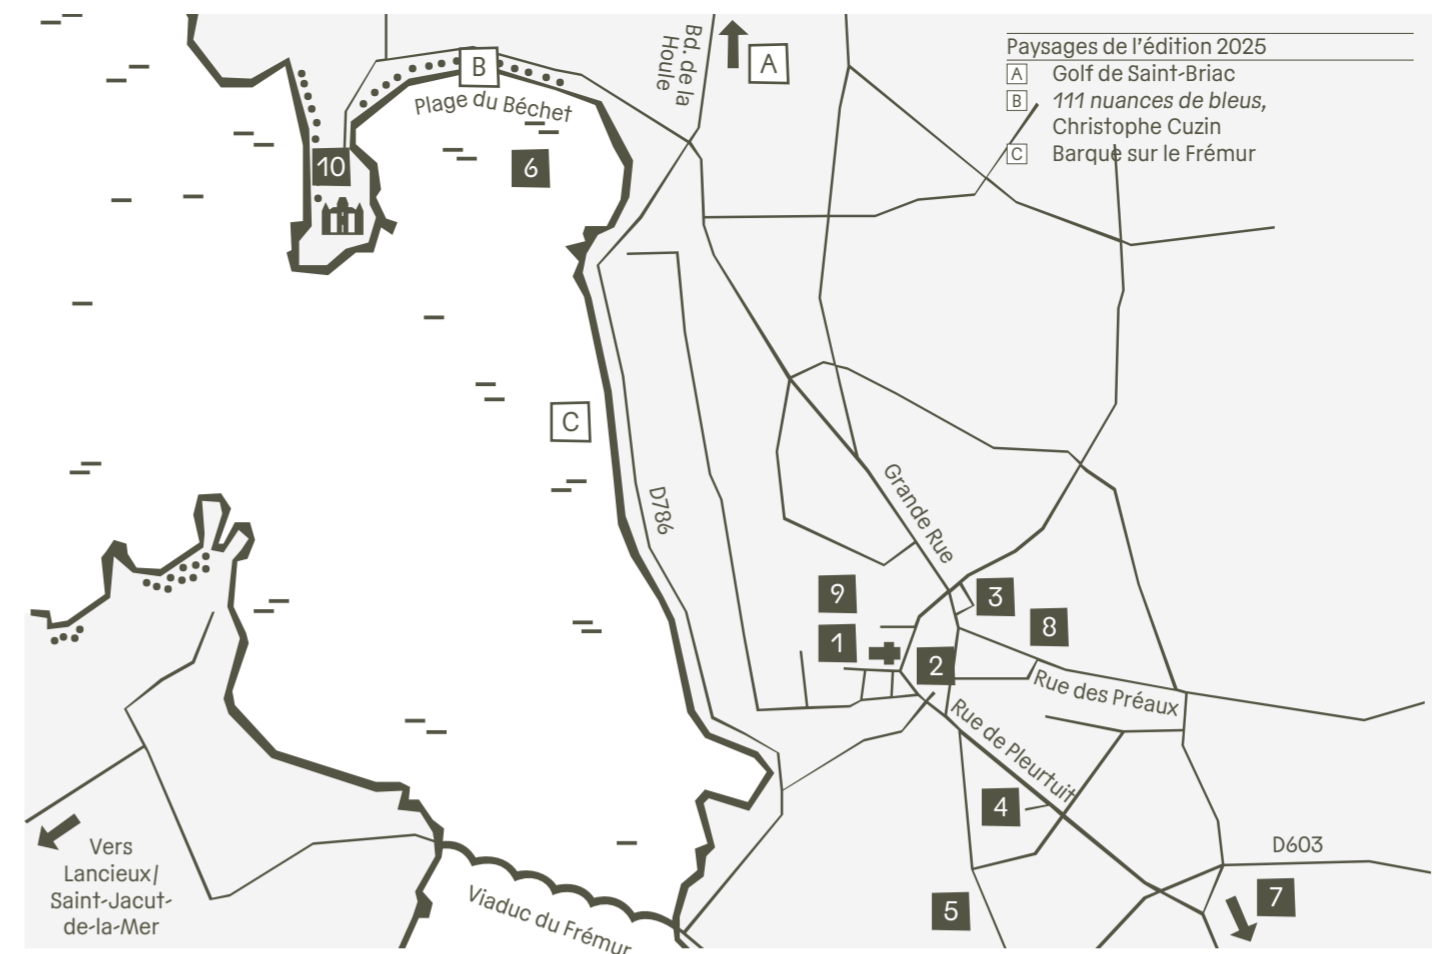 Bd. de la
Houle
A
Paysages de l’édition 2025
A Golf de Saint-Briac
B 111 nuances de bleus,
Christophe Cuzin
C Barque sur le Frémur
B
Plage du Béchet
10
6
C
D786
Grande Rue
9
3
1
8
2
Rue des Préaux
Rue de Pleurtuit
4
D603
Vers
Lancieux/
Saint-Jacut-
de-la-Mer
Viaduc du Frémur
5
7